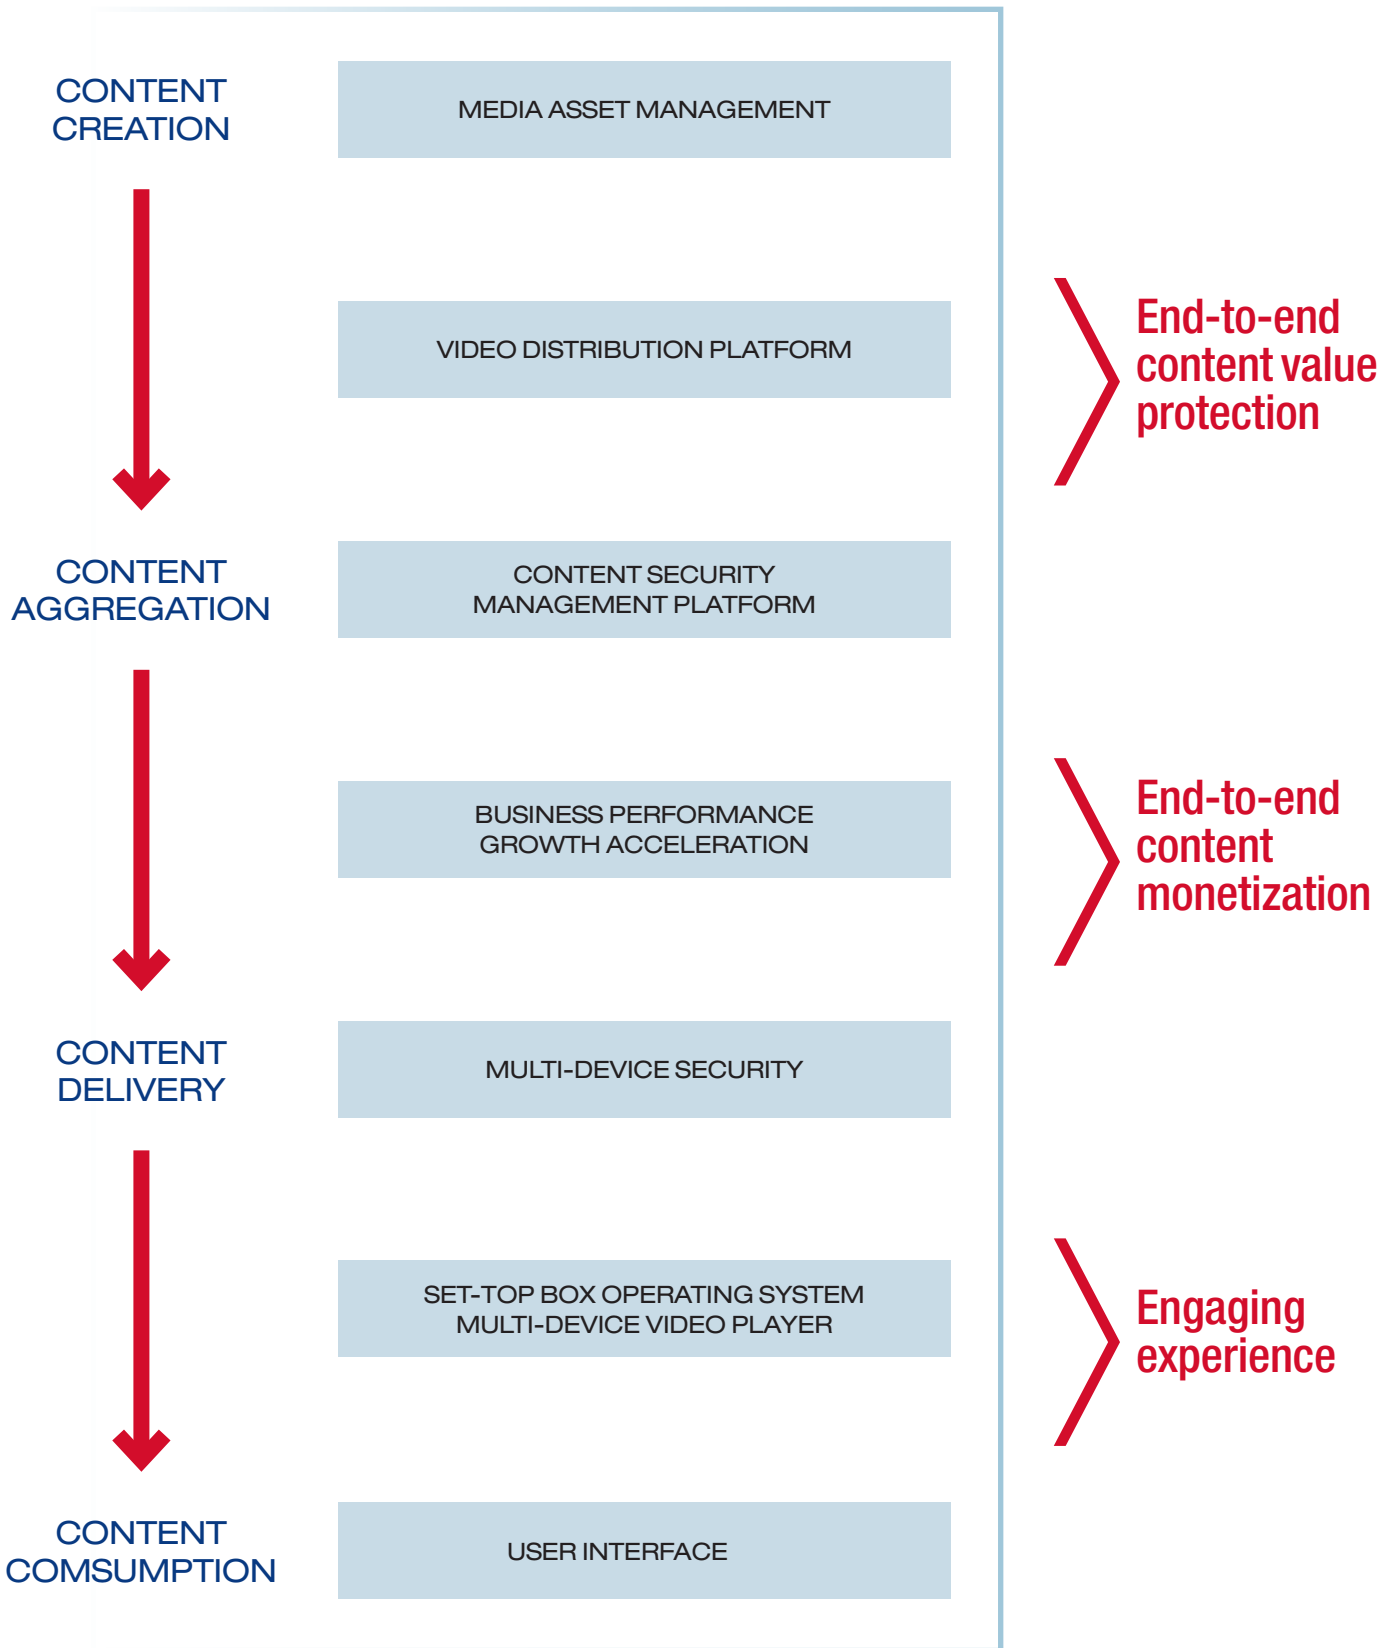 CONTENT
CREATION
MEDIA ASSET MANAGEMENT
VIDEO DISTRIBUTION PLATFORM
End-to-end
content value
protection
CONTENT
AGGREGATION
CONTENT SECURITY
MANAGEMENT PLATFORM
BUSINESS PERFORMANCE
GROWTH ACCELERATION
End-to-end
content
monetization
CONTENT
DELIVERY
MULTI-DEVICE SECURITY
SET-TOP BOX OPERATING SYSTEM
MULTI-DEVICE VIDEO PLAYER
Engaging
experience
CONTENT
COMSUMPTION
USER INTERFACE